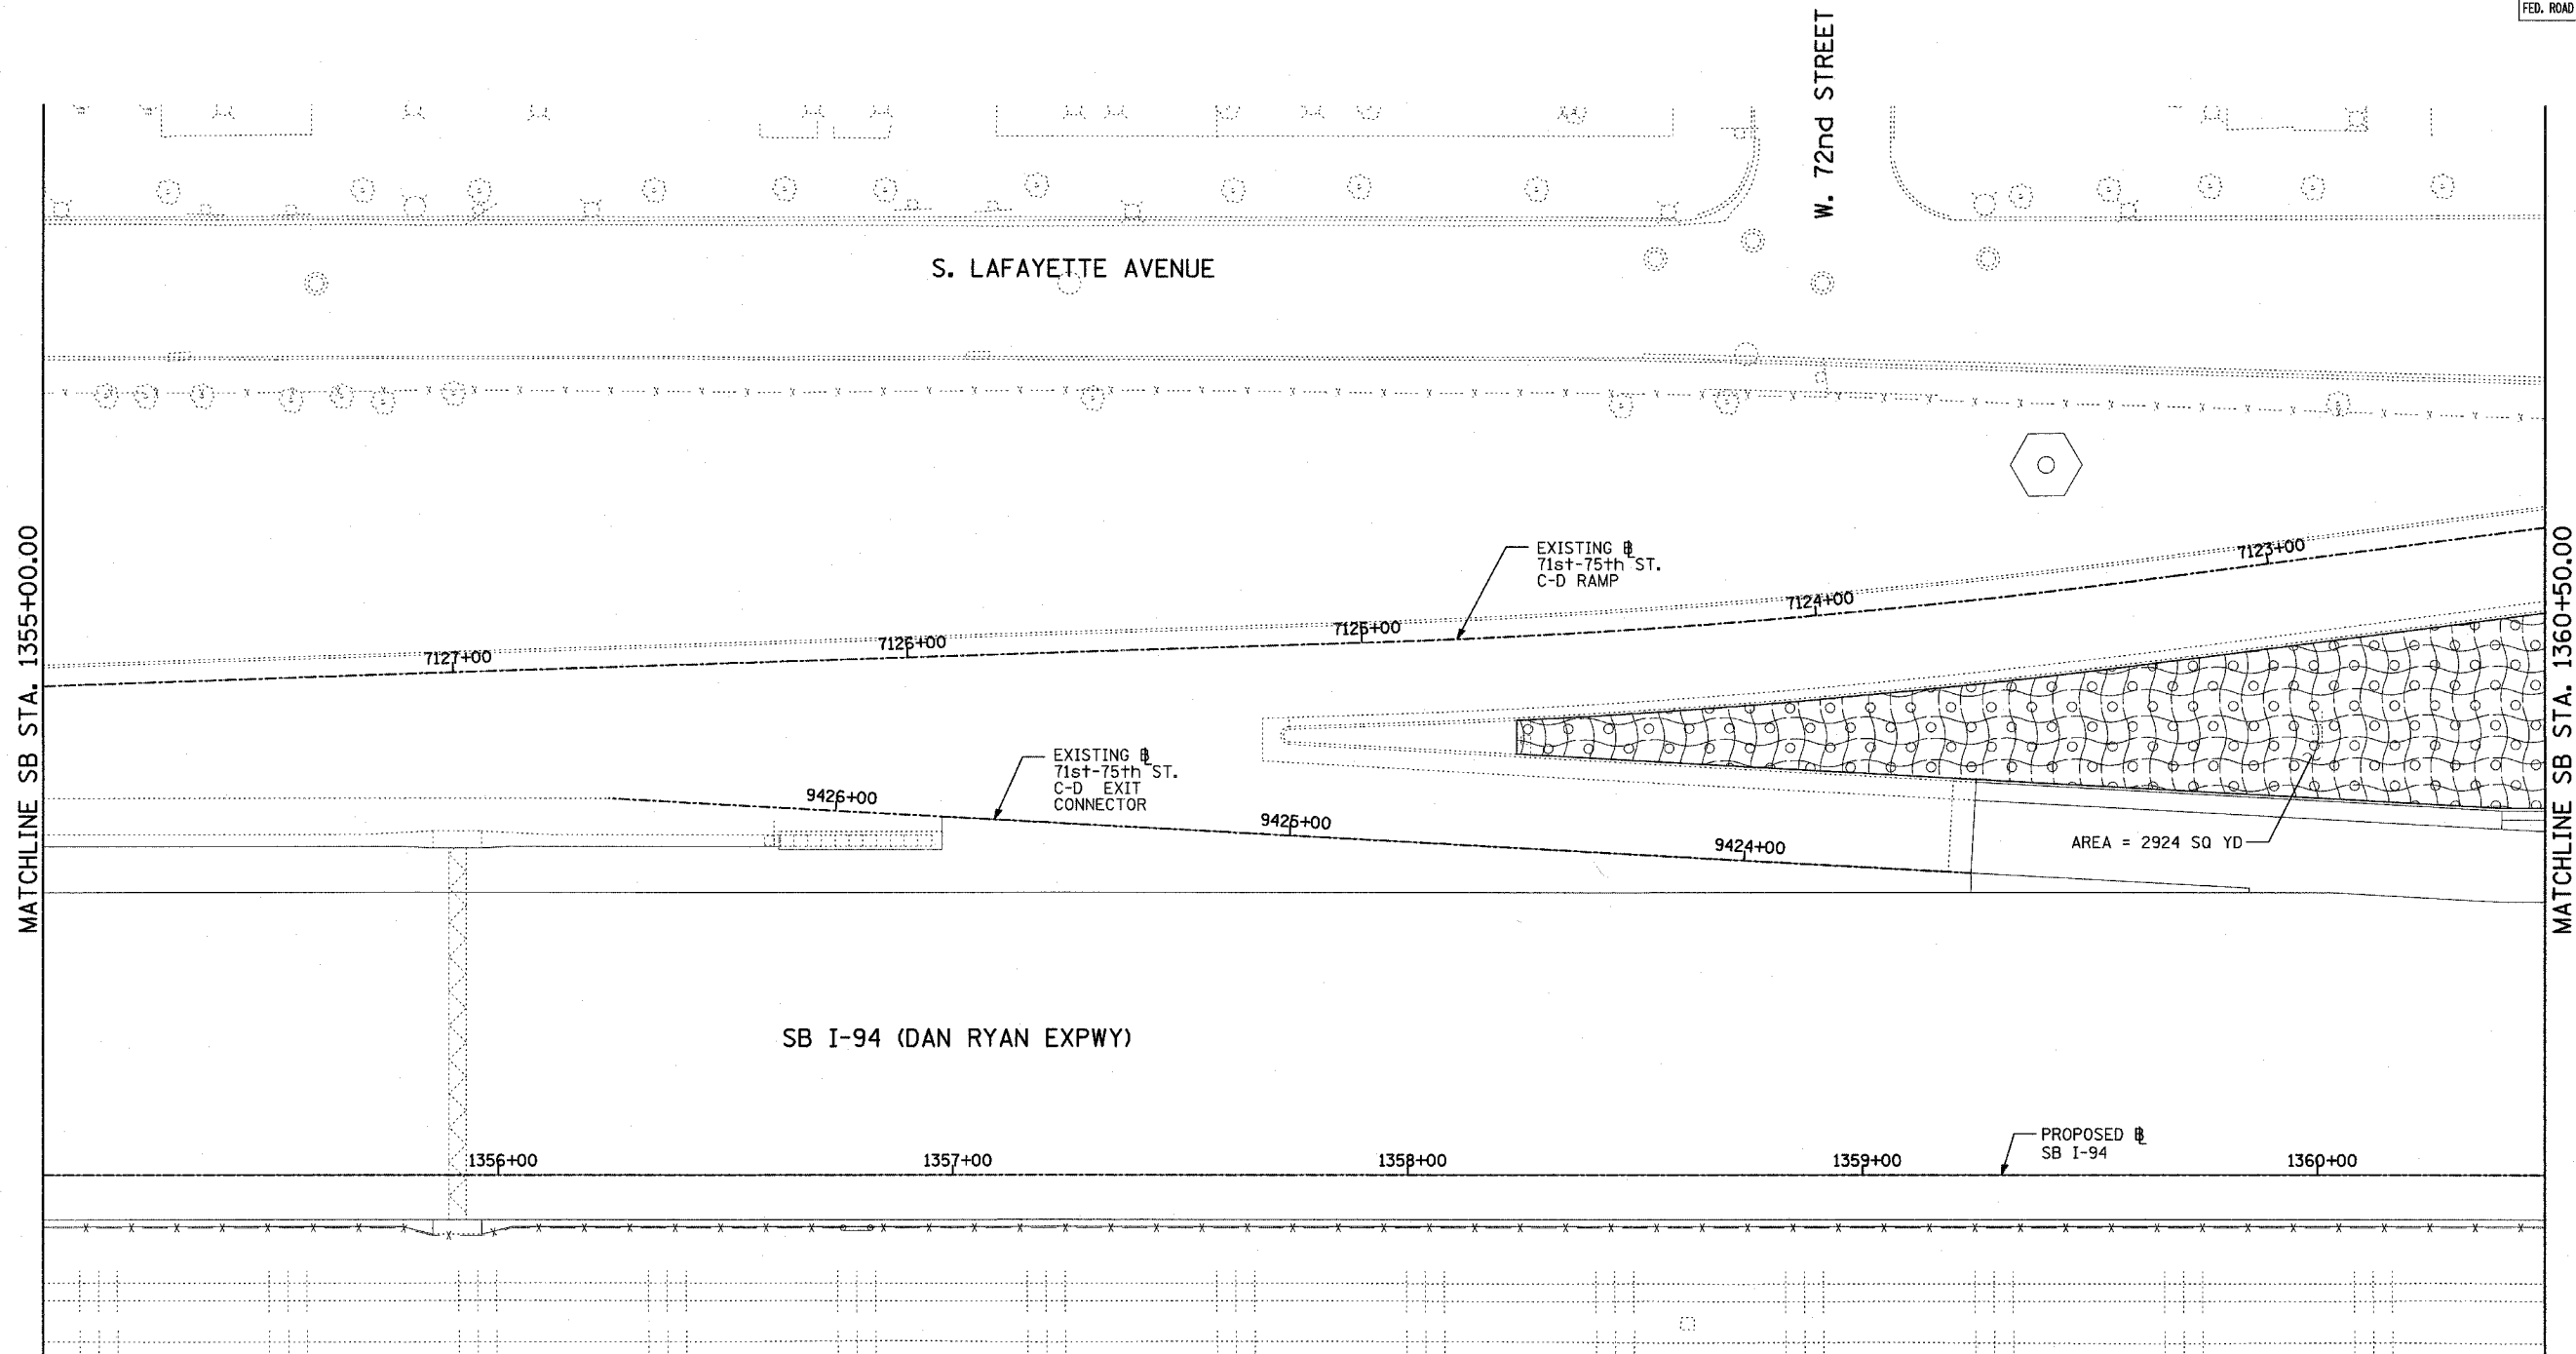 FED. ROAD
W. 72nd STREET
S. LAFAYETTE AVENUE
MATCHLINE SB STA. 1355+00.00
MATCHLINE SB STA. 1360+50.00
EXISTING ⅊
71st-75th ST.
C-D RAMP
7123+00
7124+00
7125+00
7126+00
7127+00
EXISTING ⅊
71st-75th ST.
C-D EXIT
CONNECTOR
9426+00
9425+00
9424+00
AREA = 2924 SQ YD
SB I-94 (DAN RYAN EXPWY)
PROPOSED ⅊
SB I-94
1356+00
1357+00
1358+00
1359+00
1360+00